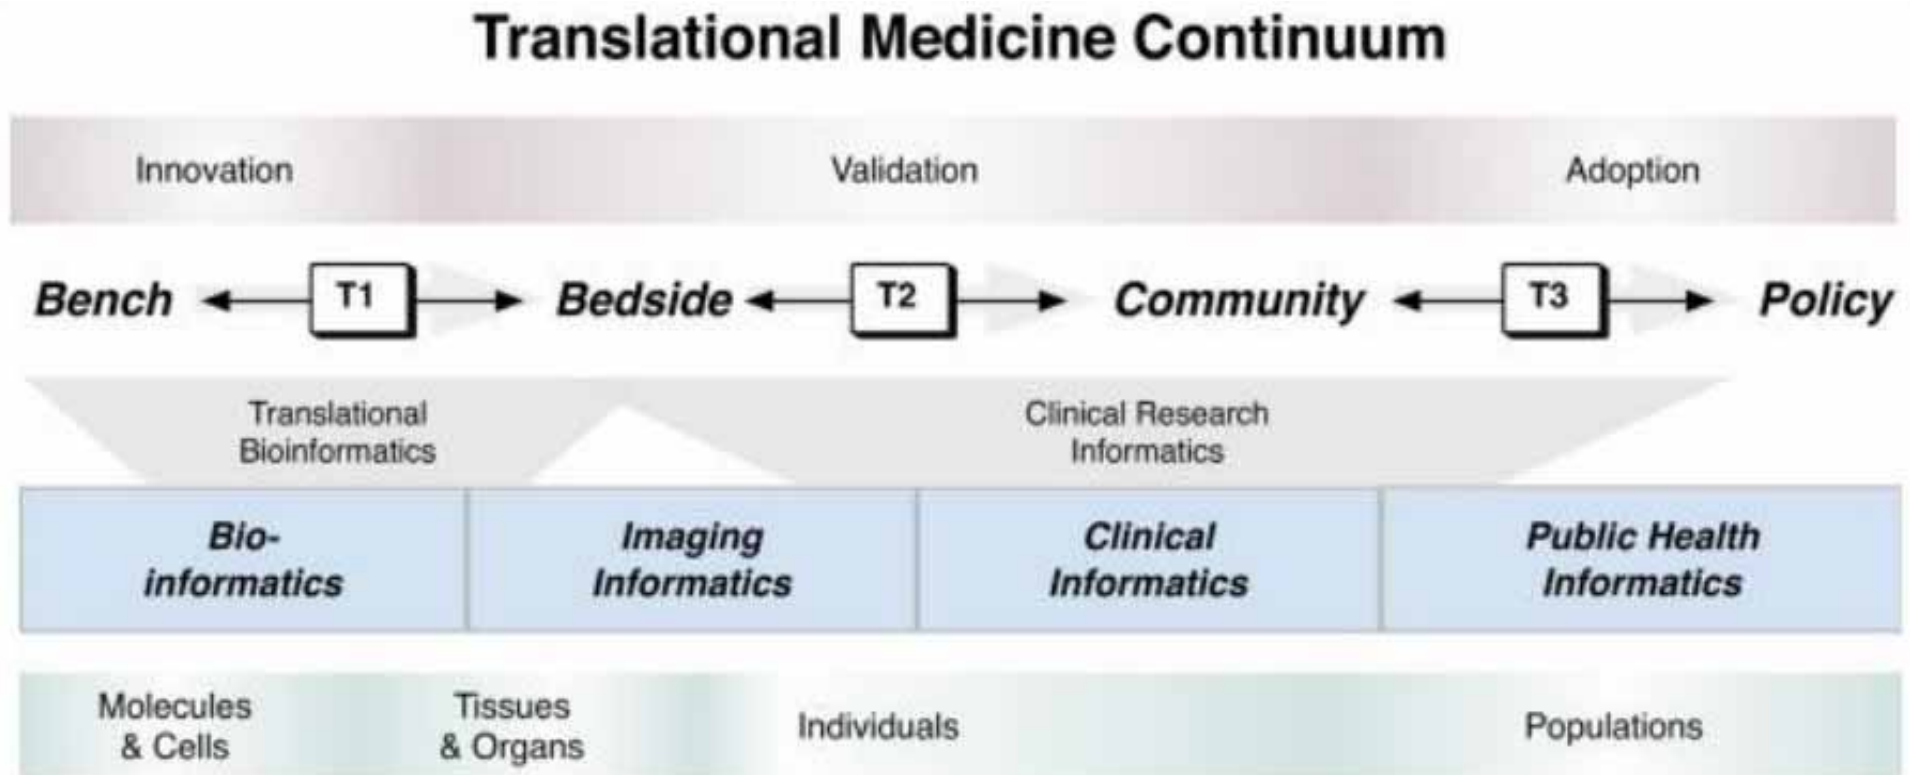 Translational Medicine Continuum
Innovation
Validation
Adoption
Bench
T1
Bedside
T2
Community
T3
Policy
Translational
Bioinformatics
Clinical Research
Informatics
Bio-
informatics
Imaging
Informatics
Clinical
Informatics
Public Health
Informatics
Molecules
& Cells
Tissues
& Organs
Individuals
Populations